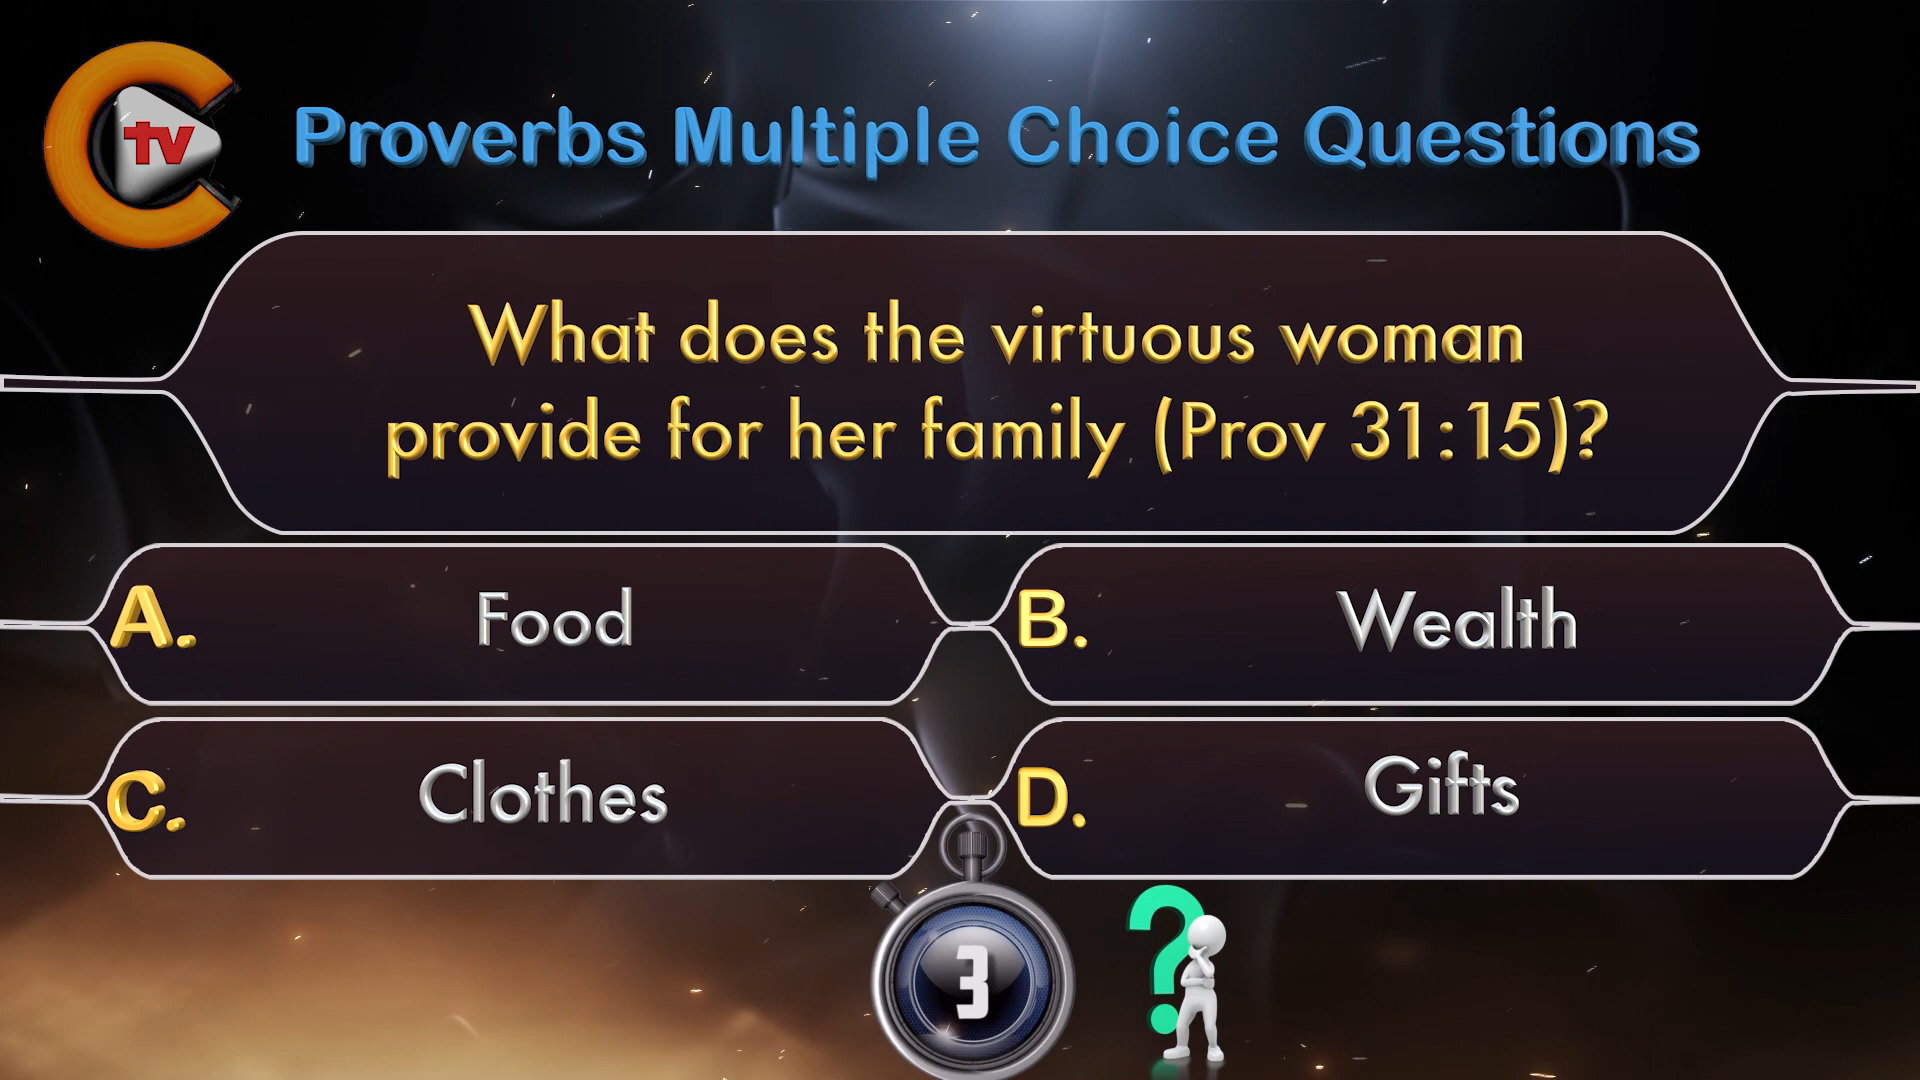 tv
Proverbs Multiple Choice Questions
What does the virtuous woman
provide for her family (Prov 31:15)?
A. Food
B. Wealth
C. Clothes
D. Gifts
3
?